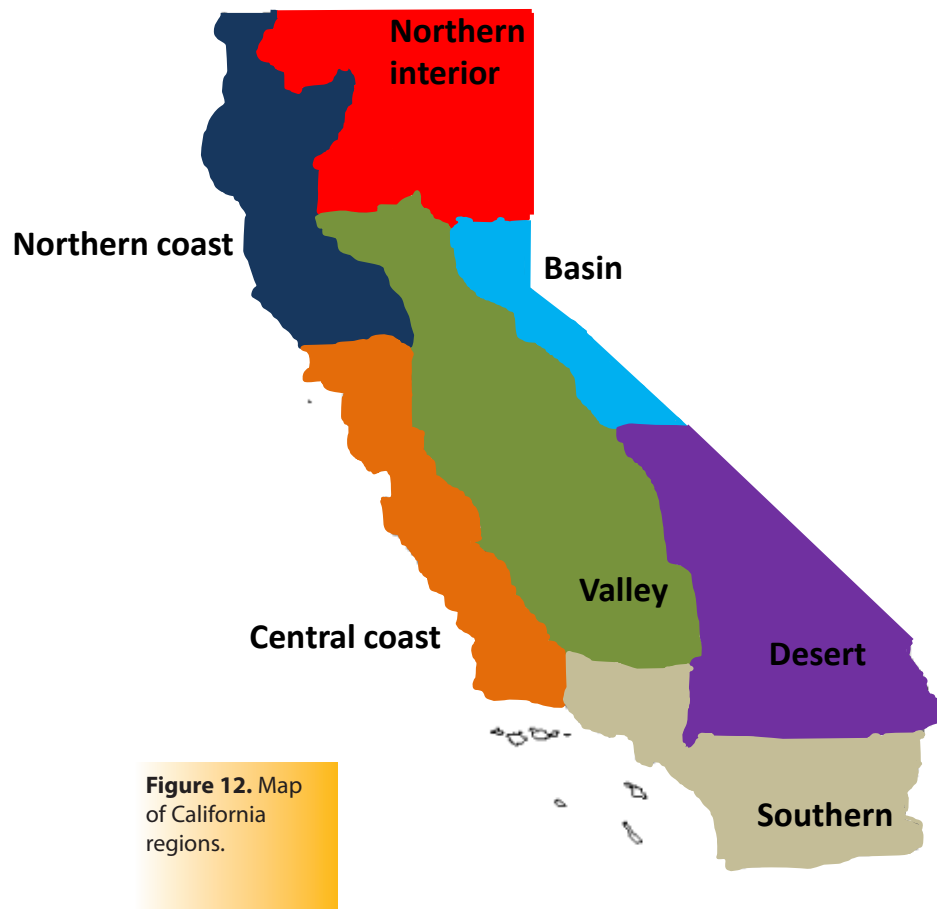 Northern
interior
Northern coast
Basin
Valley
Central coast
Desert
Southern
Figure 12. Map
of California
regions.